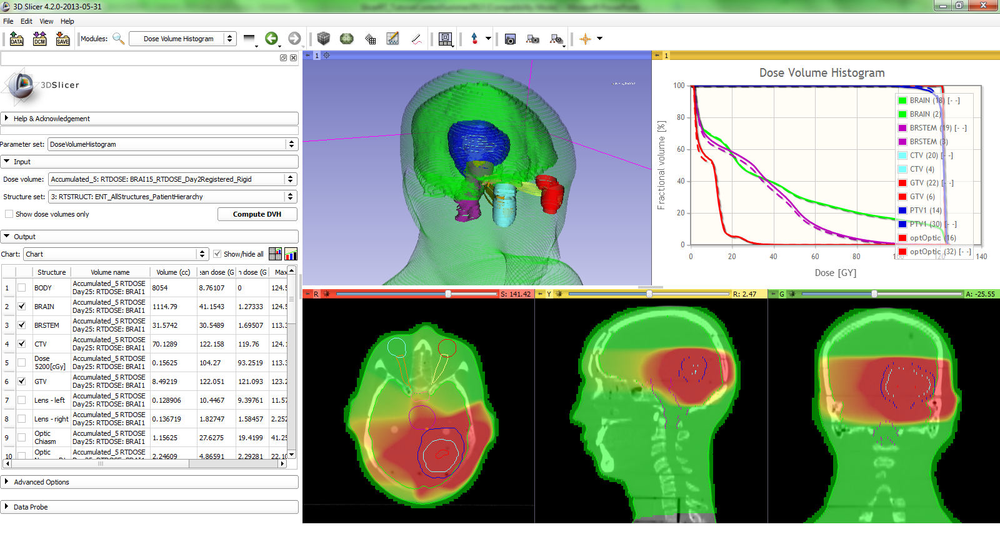 3D Slicer 4.2.0-2013-05-31
File Edit View Help
DATA DCM SAVE Modules: Dose Volume Histogram
3DSlicer
Help & Acknowledgement
Parameter set: DoseVolumeHistogram
Input
Dose volume: Accumulated_5: RTDOSE: BRAI15_RTDOSE_Day2Registered_Rigid
Structure set: 3: RTSTRUCT: ENT_AllStructures_PatientHierarchy
Show dose volumes only Compute DVH
Output
Chart: Chart Show/hide all
Structure Volume name Volume (cc) ean dose (G n dose (G Max
1 BODY Accumulated_5 RTDOSE Day25: RTDOSE: BRAI1 8054 8.76107 0 124.5
2 BRAIN Accumulated_5 RTDOSE Day25: RTDOSE: BRAI1 1114.79 41.1543 1.27333 124.5
3 BRSTEM Accumulated_5 RTDOSE Day25: RTDOSE: BRAI1 31.5742 30.5489 1.69507 113.3
4 CTV Accumulated_5 RTDOSE Day25: RTDOSE: BRAI1 70.1289 122.158 119.76 124.1
5 Dose 5200[cGy] Accumulated_5 RTDOSE Day25: RTDOSE: BRAI1 0.15625 104.27 93.2519 113.3
6 GTV Accumulated_5 RTDOSE Day25: RTDOSE: BRAI1 8.49219 122.051 121.093 123.2
7 Lens - left Accumulated_5 RTDOSE Day25: RTDOSE: BRAI1 0.128906 10.4467 9.39761 11.57
8 Lens - right Accumulated_5 RTDOSE Day25: RTDOSE: BRAI1 0.136719 1.82747 1.58457 2.252
9 Optic Chiasm Accumulated_5 RTDOSE Day25: RTDOSE: BRAI1 1.15625 27.6275 19.4199 41.25
10 Optic Accumulated_5 RTDOSE Day25: RTDOSE: BRAI1 2.24609 4.86591 2.29281 22.10
Advanced Options
Data Probe
1
1
Dose Volume Histogram
Fractional volume [%]
100
80
60
40
20
0
0 20 40 60 80 100 120 140
Dose [GY]
BRAIN (18) [- -]
BRAIN (2)
BRSTEM (19) [- -]
BRSTEM (3)
CTV (20) [- -]
CTV (4)
GTV (22) [- -]
GTV (6)
PTV1 (14)
PTV1 (30) [- -]
optOptic (16)
optOptic (32) [- -]
R S: 141.42
Y R: 2.47
G A: -25.55